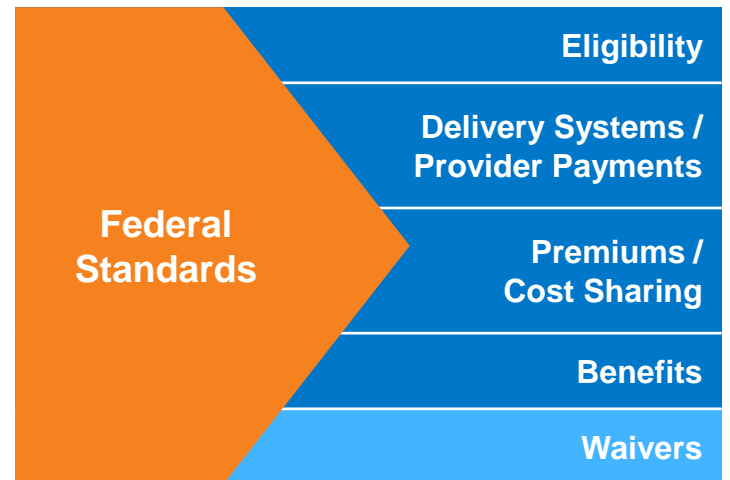 Federal
Standards
Eligibility
Delivery Systems /
Provider Payments
Premiums /
Cost Sharing
Benefits
Waivers